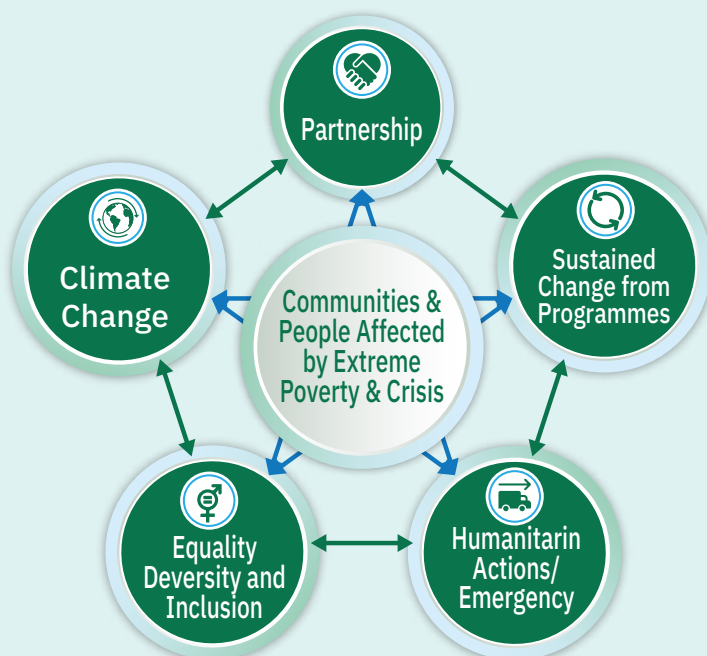 Partnership
Climate
Change
Sustained
Change from
Programmes
Communities &
People Affected
by Extreme
Poverty & Crisis
Equality
Deversity and
Inclusion
Humanitarin
Actions/
Emergency